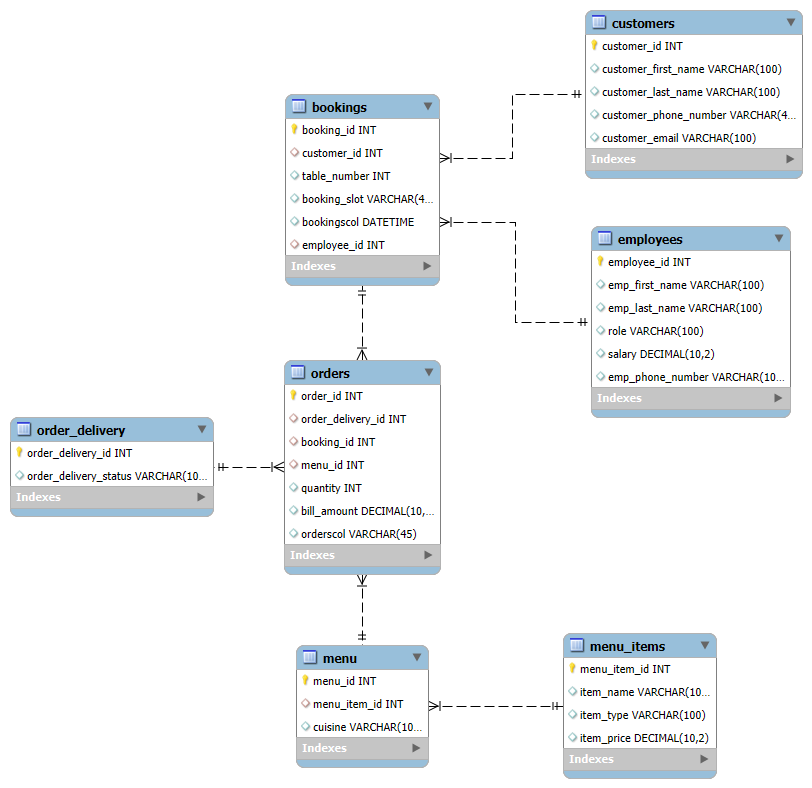 customers
customer_id INT
customer_first_name VARCHAR(100)
customer_last_name VARCHAR(100)
customer_phone_number VARCHAR(4...
customer_email VARCHAR(100)
Indexes
bookings
booking_id INT
customer_id INT
table_number INT
booking_slot VARCHAR(4...
bookingscol DATETIME
employee_id INT
Indexes
employees
employee_id INT
emp_first_name VARCHAR(100)
emp_last_name VARCHAR(100)
role VARCHAR(100)
salary DECIMAL(10,2)
emp_phone_number VARCHAR(10...
Indexes
orders
order_id INT
order_delivery_id INT
booking_id INT
menu_id INT
quantity INT
bill_amount DECIMAL(10,...
orderscol VARCHAR(45)
Indexes
order_delivery
order_delivery_id INT
order_delivery_status VARCHAR(10...
Indexes
menu
menu_id INT
menu_item_id INT
cuisine VARCHAR(10...
Indexes
menu_items
menu_item_id INT
item_name VARCHAR(10...
item_type VARCHAR(100)
item_price DECIMAL(10,2)
Indexes